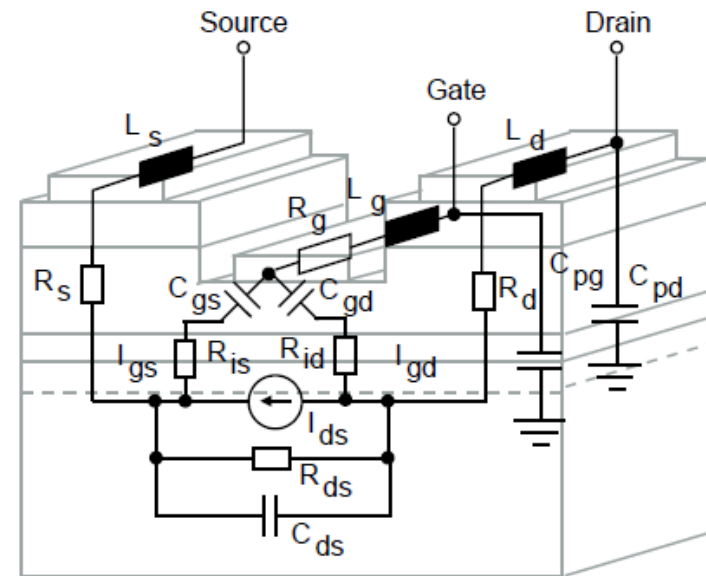 Source
Drain
Gate
L s
L d
R g
L g
R s
C gs
C gd
R d
C pg
C pd
I gs
R is
R id
I gd
I ds
R ds
C ds